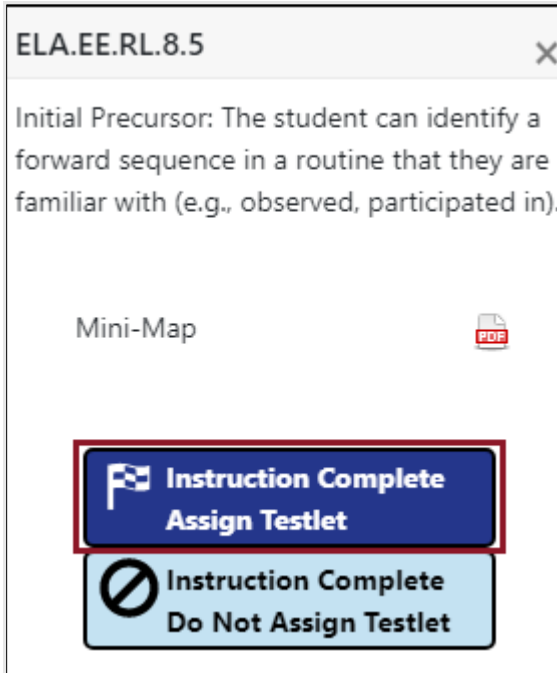 ELA.EE.RL.8.5
Initial Precursor: The student can identify a
forward sequence in a routine that they are
familiar with (e.g., observed, participated in).
Mini-Map
PDF
Instruction Complete
Assign Testlet
Instruction Complete
Do Not Assign Testlet